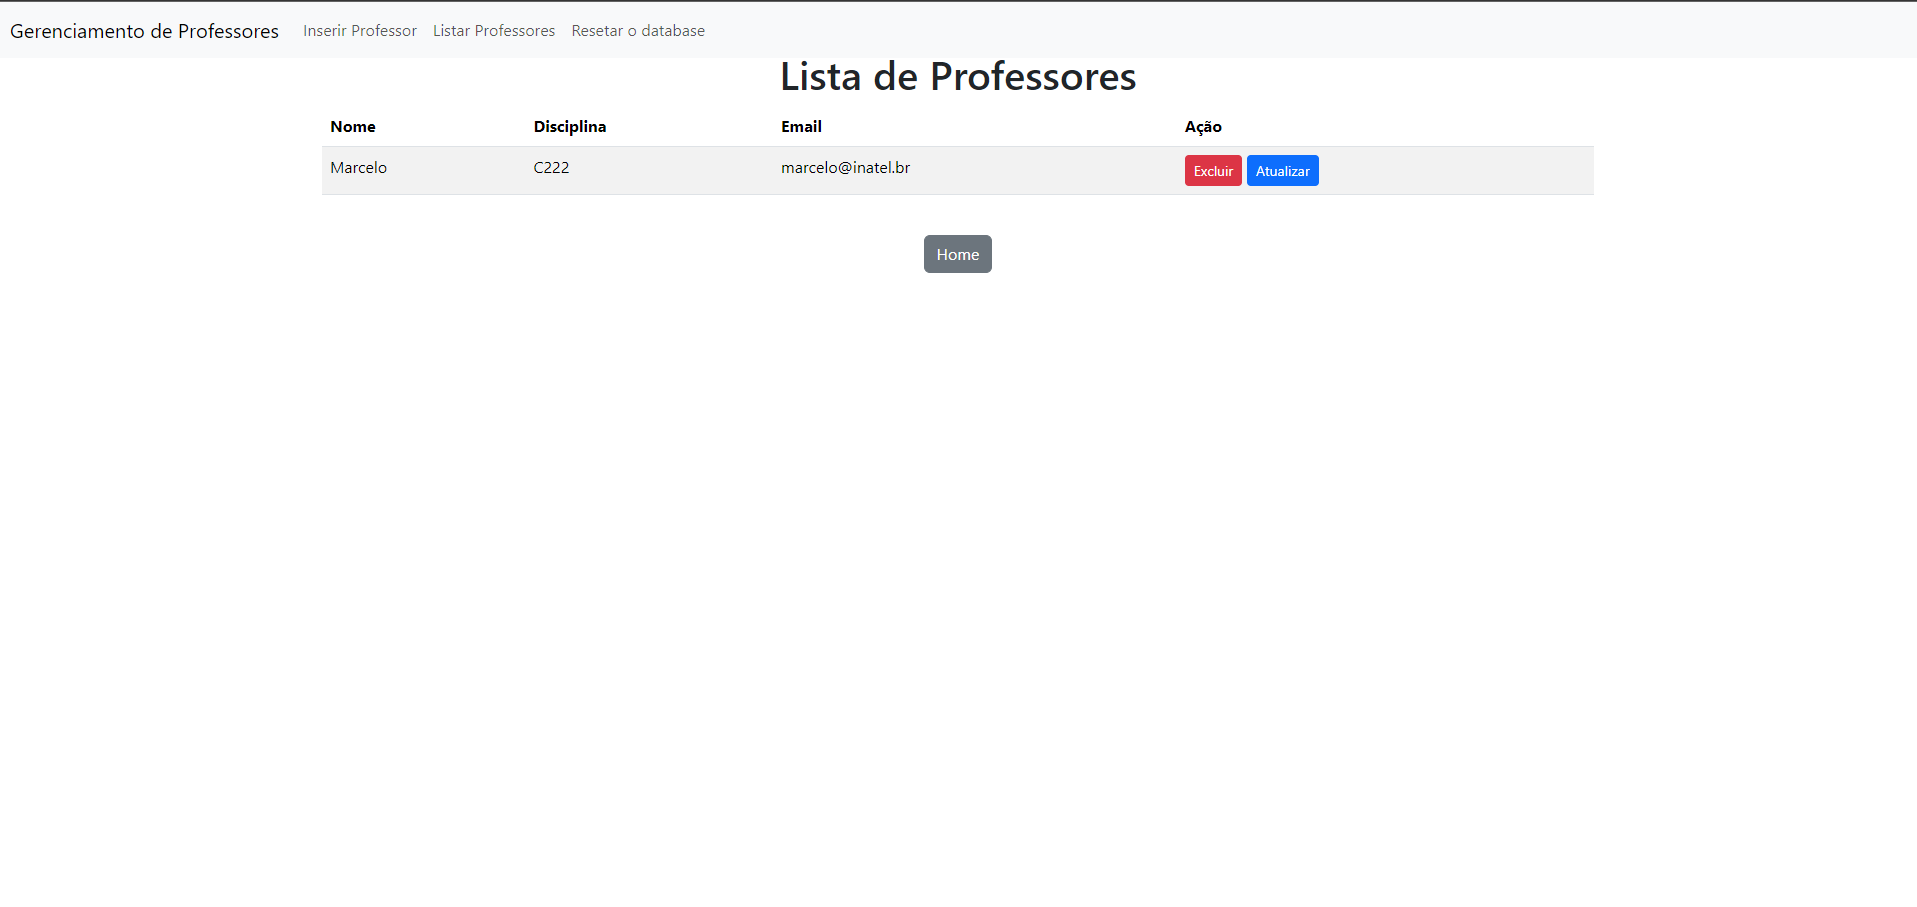 Gerenciamento de Professores Inserir Professor Listar Professores Resetar o database
Lista de Professores
Nome Disciplina Email Ação
Marcelo C222 marcelo@inatel.br Excluir Atualizar
Home